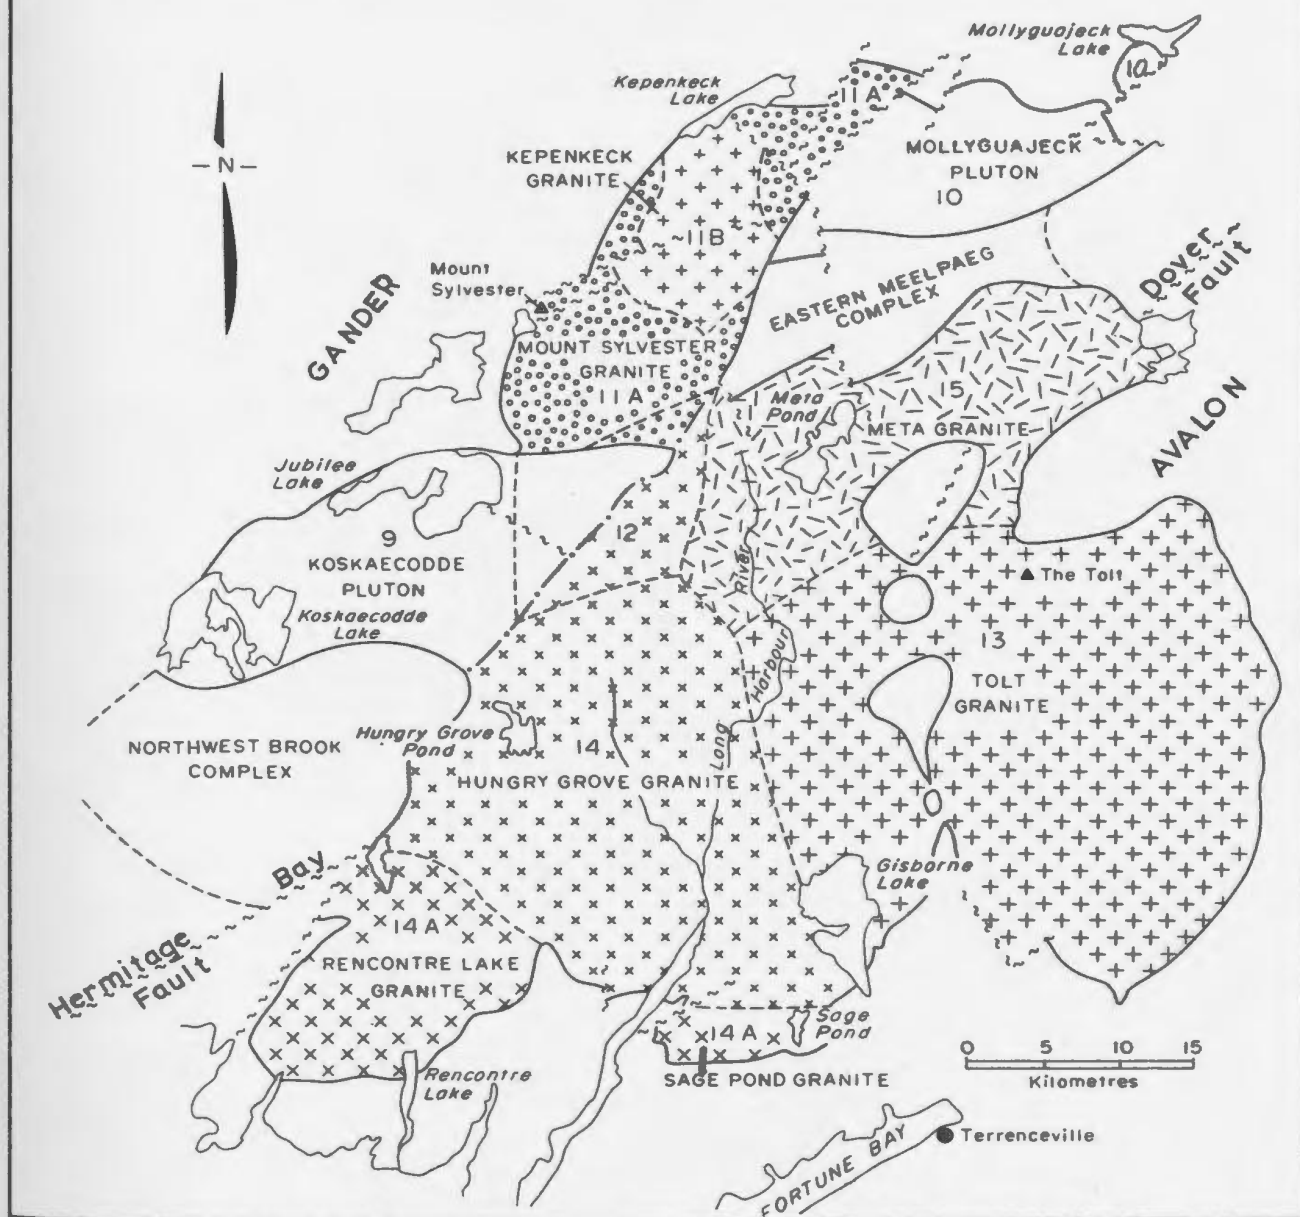 Mollyguajeck
Lake
10
Kepenkeck
Lake
11A
MOLLYGUAJECK
PLUTON
10
KEPENKECK
GRANITE
— N —
11B
Dover
Fault
Mount
Sylvester
EASTERN MEELPAEG
COMPLEX
GANDER
MOUNT SYLVESTER
GRANITE
11A
15
Meta
Pond
META GRANITE
AVALON
Jubilee
Lake
12
9
KOSKAECODDE
PLUTON
River
The Tolt
Koskaecodde
Lake
13
Harbour
TOLT
GRANITE
Hungry Grove
Pond
14
Long
NORTHWEST BROOK
COMPLEX
HUNGRY GROVE GRANITE
Gisborne
Lake
Bay
14A
Hermitage
Fault
RENCONTRE LAKE
GRANITE
Sage
Pond
14A
SAGE POND GRANITE
0 5 10 15
Kilometres
Rencontre
Lake
Terrenceville
FORTUNE BAY